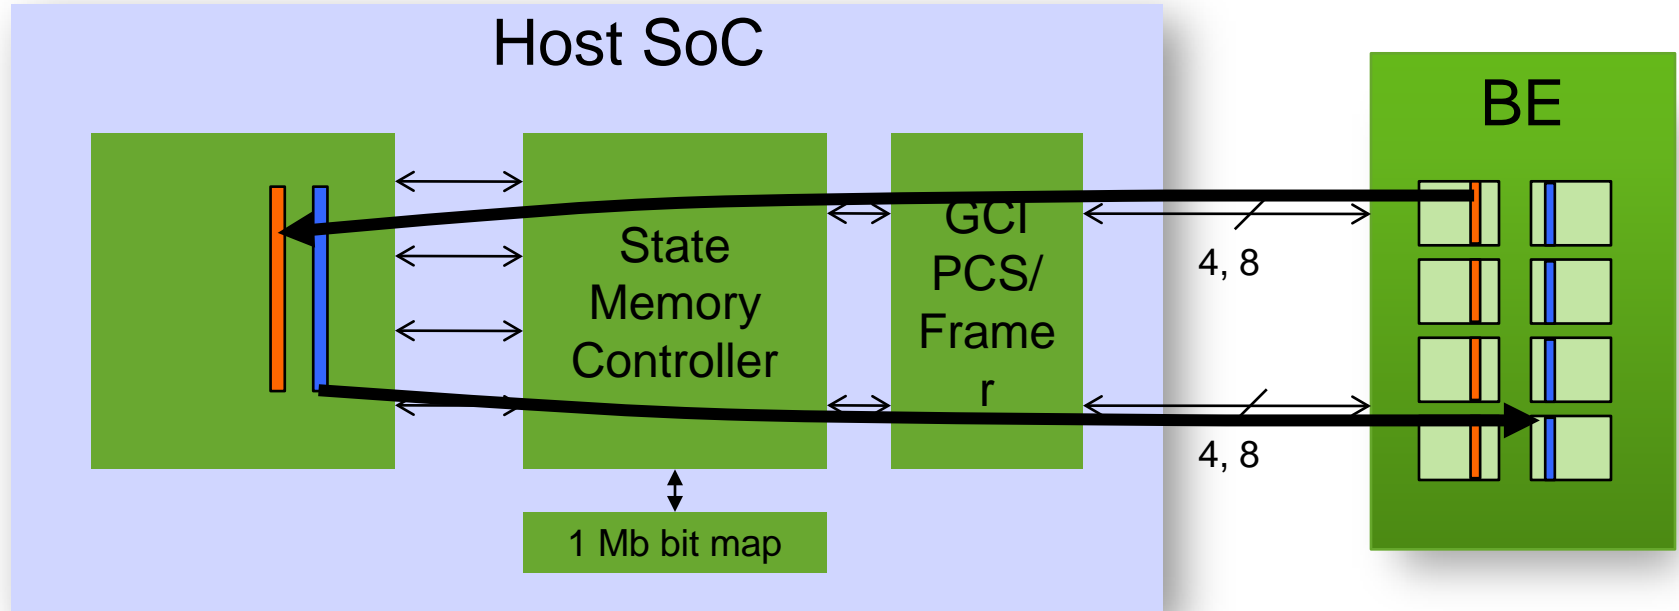 Host SoC
BE
State
Memory
Controller
GCI
PCS/
Frame
r
4, 8
4, 8
1 Mb bit map